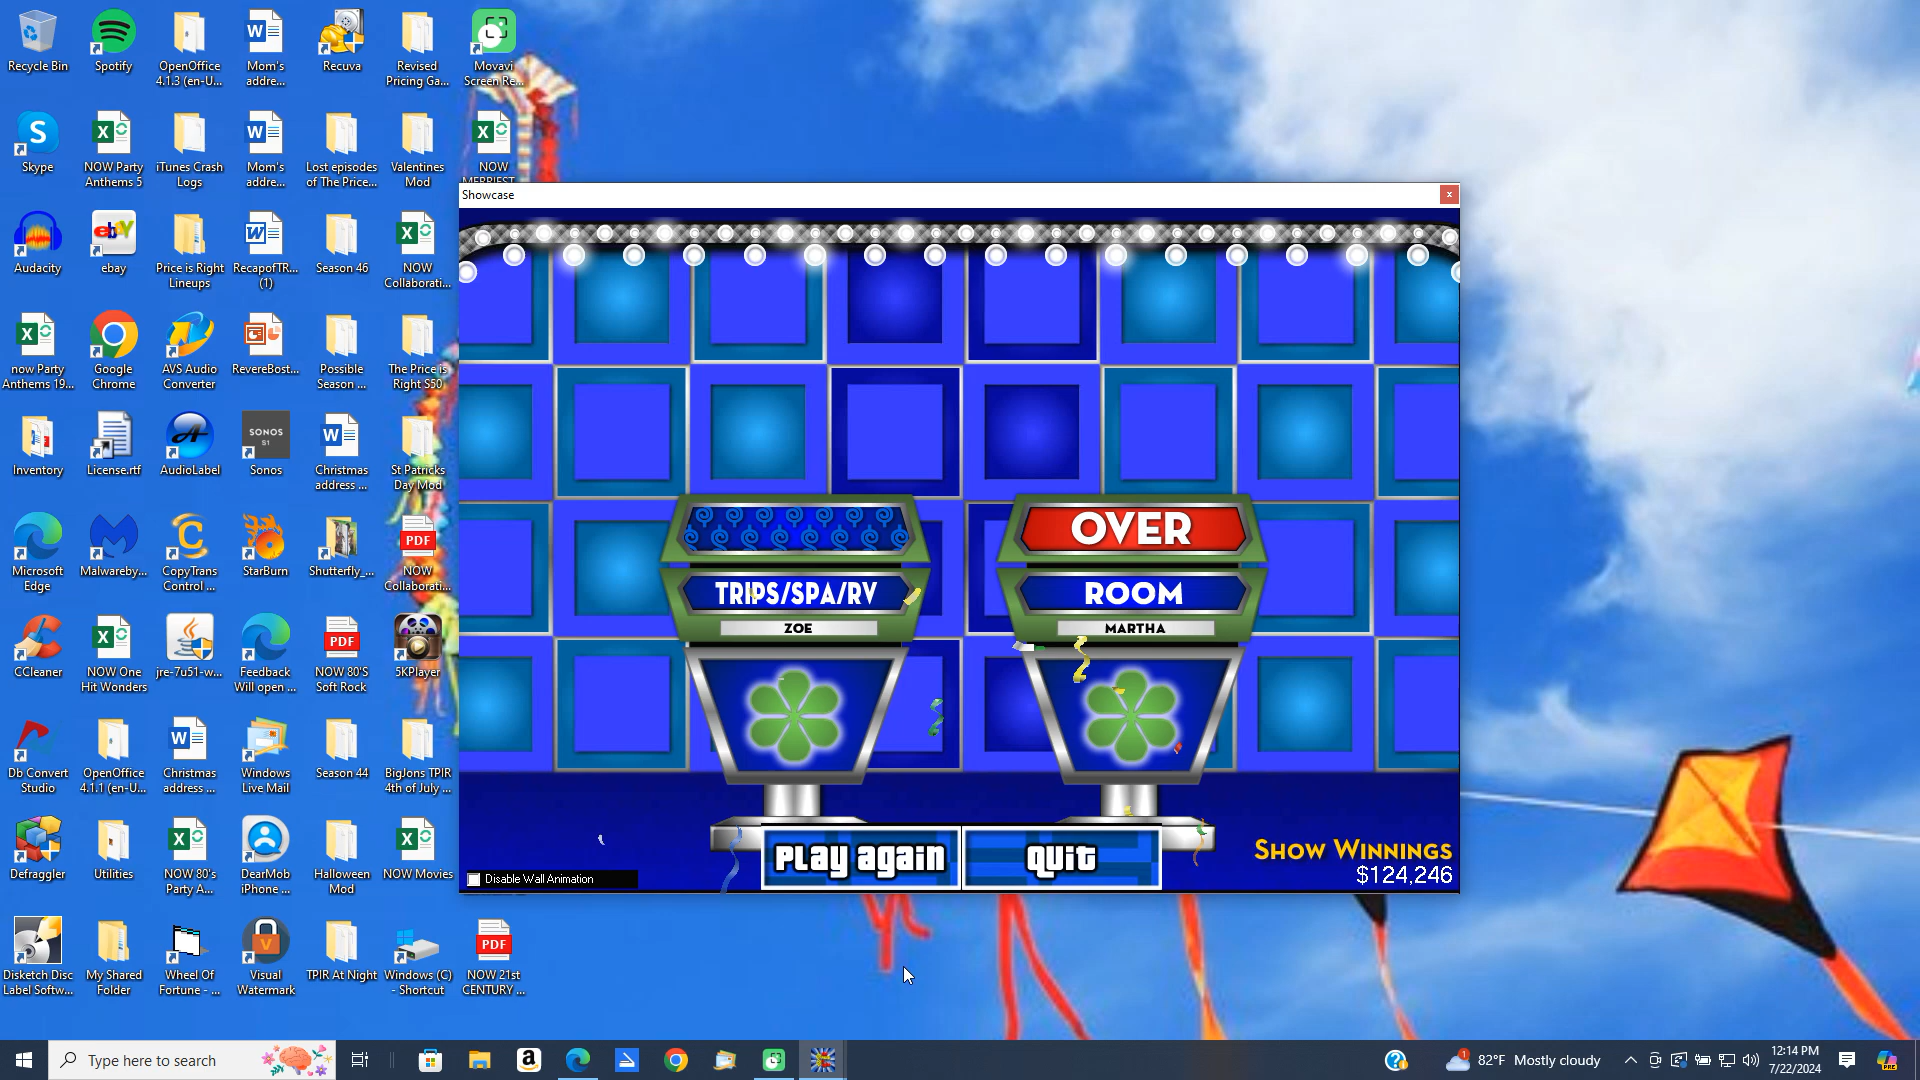 Recycle Bin
Spotify
OpenOffice
4.1.3 (en-U...
Mom's
addre...
Recuva
Revised
Pricing Ga...
Movavi
Screen Re...
Skype
NOW Party
Anthems 5
iTunes Crash
Logs
Mom's
addre...
Lost episodes
of The Price...
Valentines
Mod
NOW
MERRIEST
Audacity
ebay
Price is Right
Lineups
RecapofTR...
(1)
Season 46
NOW
Collaborati...
now Party
Anthems 19...
Google
Chrome
AVS Audio
Converter
RevereBost...
Possible
Season ...
The Price is
Right S50
Inventory
License.rtf
AudioLabel
SONOS
S1
Sonos
Christmas
address ...
St Patricks
Day Mod
Microsoft
Edge
Malwareby...
CopyTrans
Control ...
StarBurn
Shutterfly_...
PDF
NOW
Collaborati...
CCleaner
NOW One
Hit Wonders
jre-7u51-w...
Feedback
Will open ...
PDF
NOW 80'S
Soft Rock
5KPlayer
Db Convert
Studio
OpenOffice
4.1.1 (en-U...
Christmas
address ...
Windows
Live Mail
Season 44
BigJons TPIR
4th of July ...
Defraggler
Utilities
NOW 80's
Party A...
DearMob
iPhone ...
Halloween
Mod
NOW Movies
Disketch Disc
Label Softw...
My Shared
Folder
Wheel Of
Fortune - ...
Visual
Watermark
TPIR At Night
Windows (C)
- Shortcut
PDF
NOW 21st
CENTURY ...
Showcase
OVER
TRIPS/SPA/RV
ROOM
ZOE
MARTHA
play again
quit
Show Winnings
$124,246
Disable Wall Animation
Type here to search
1
82°F Mostly cloudy
12:14 PM
7/22/2024